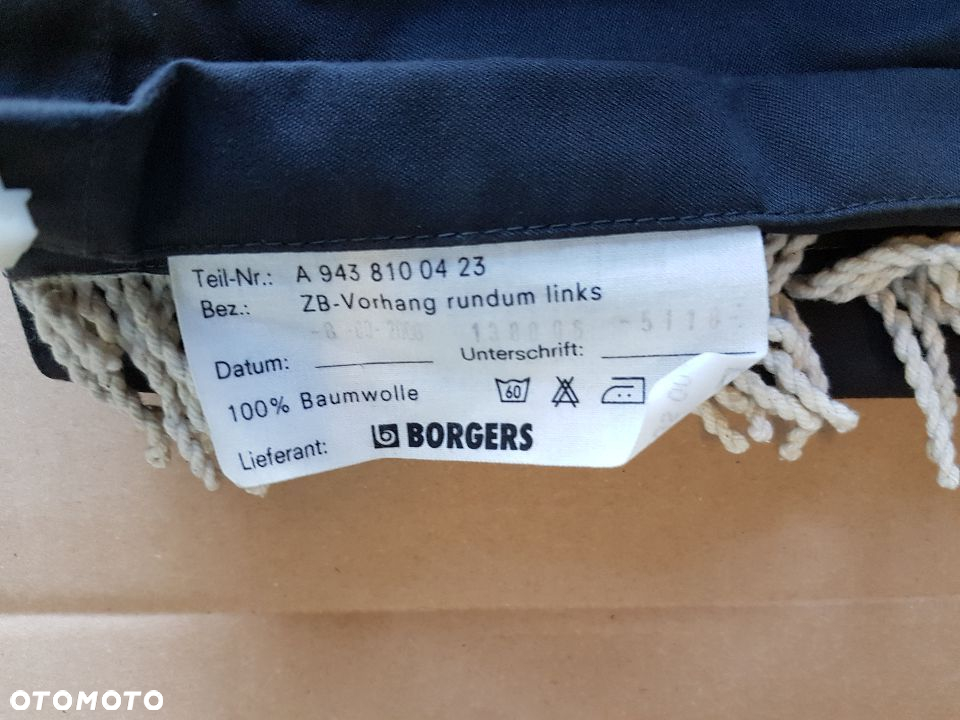 Teil-Nr.: A 943 810 04 23
Bez.: ZB-Vorhang rundum links
Datum: Unterschrift:
100% Baumwolle 60
Lieferant: BORGERS
OTOMOTO